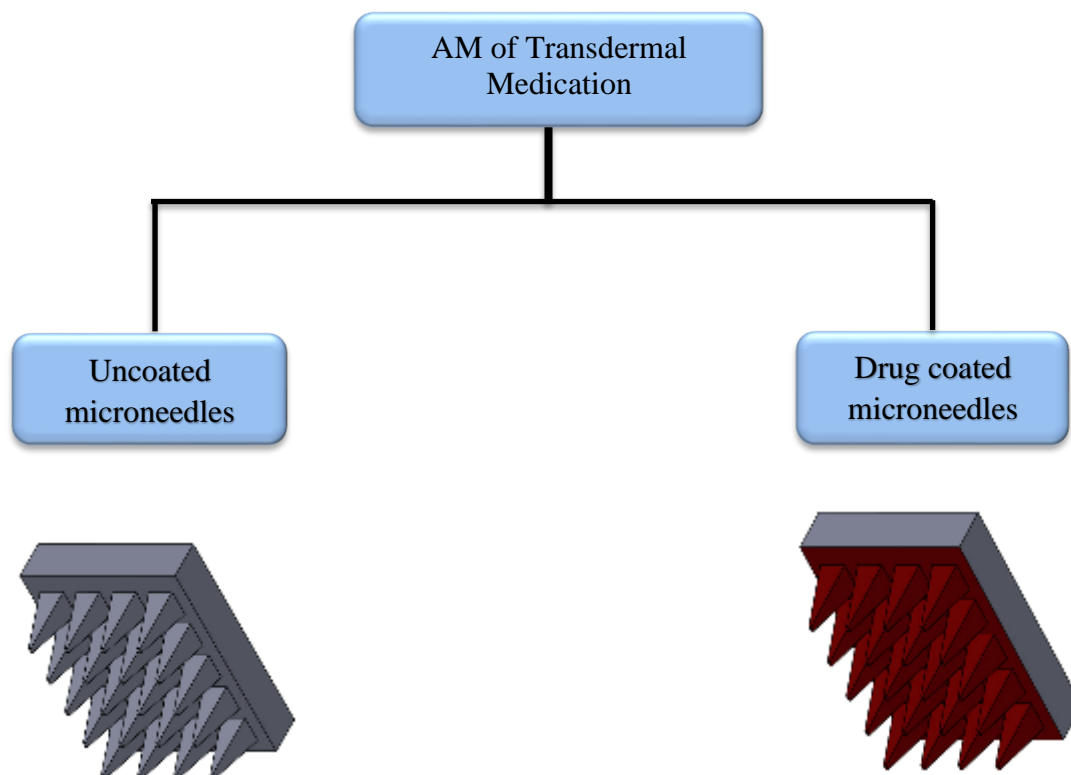 AM of Transdermal
Medication
Uncoated
microneedles
Drug coated
microneedles